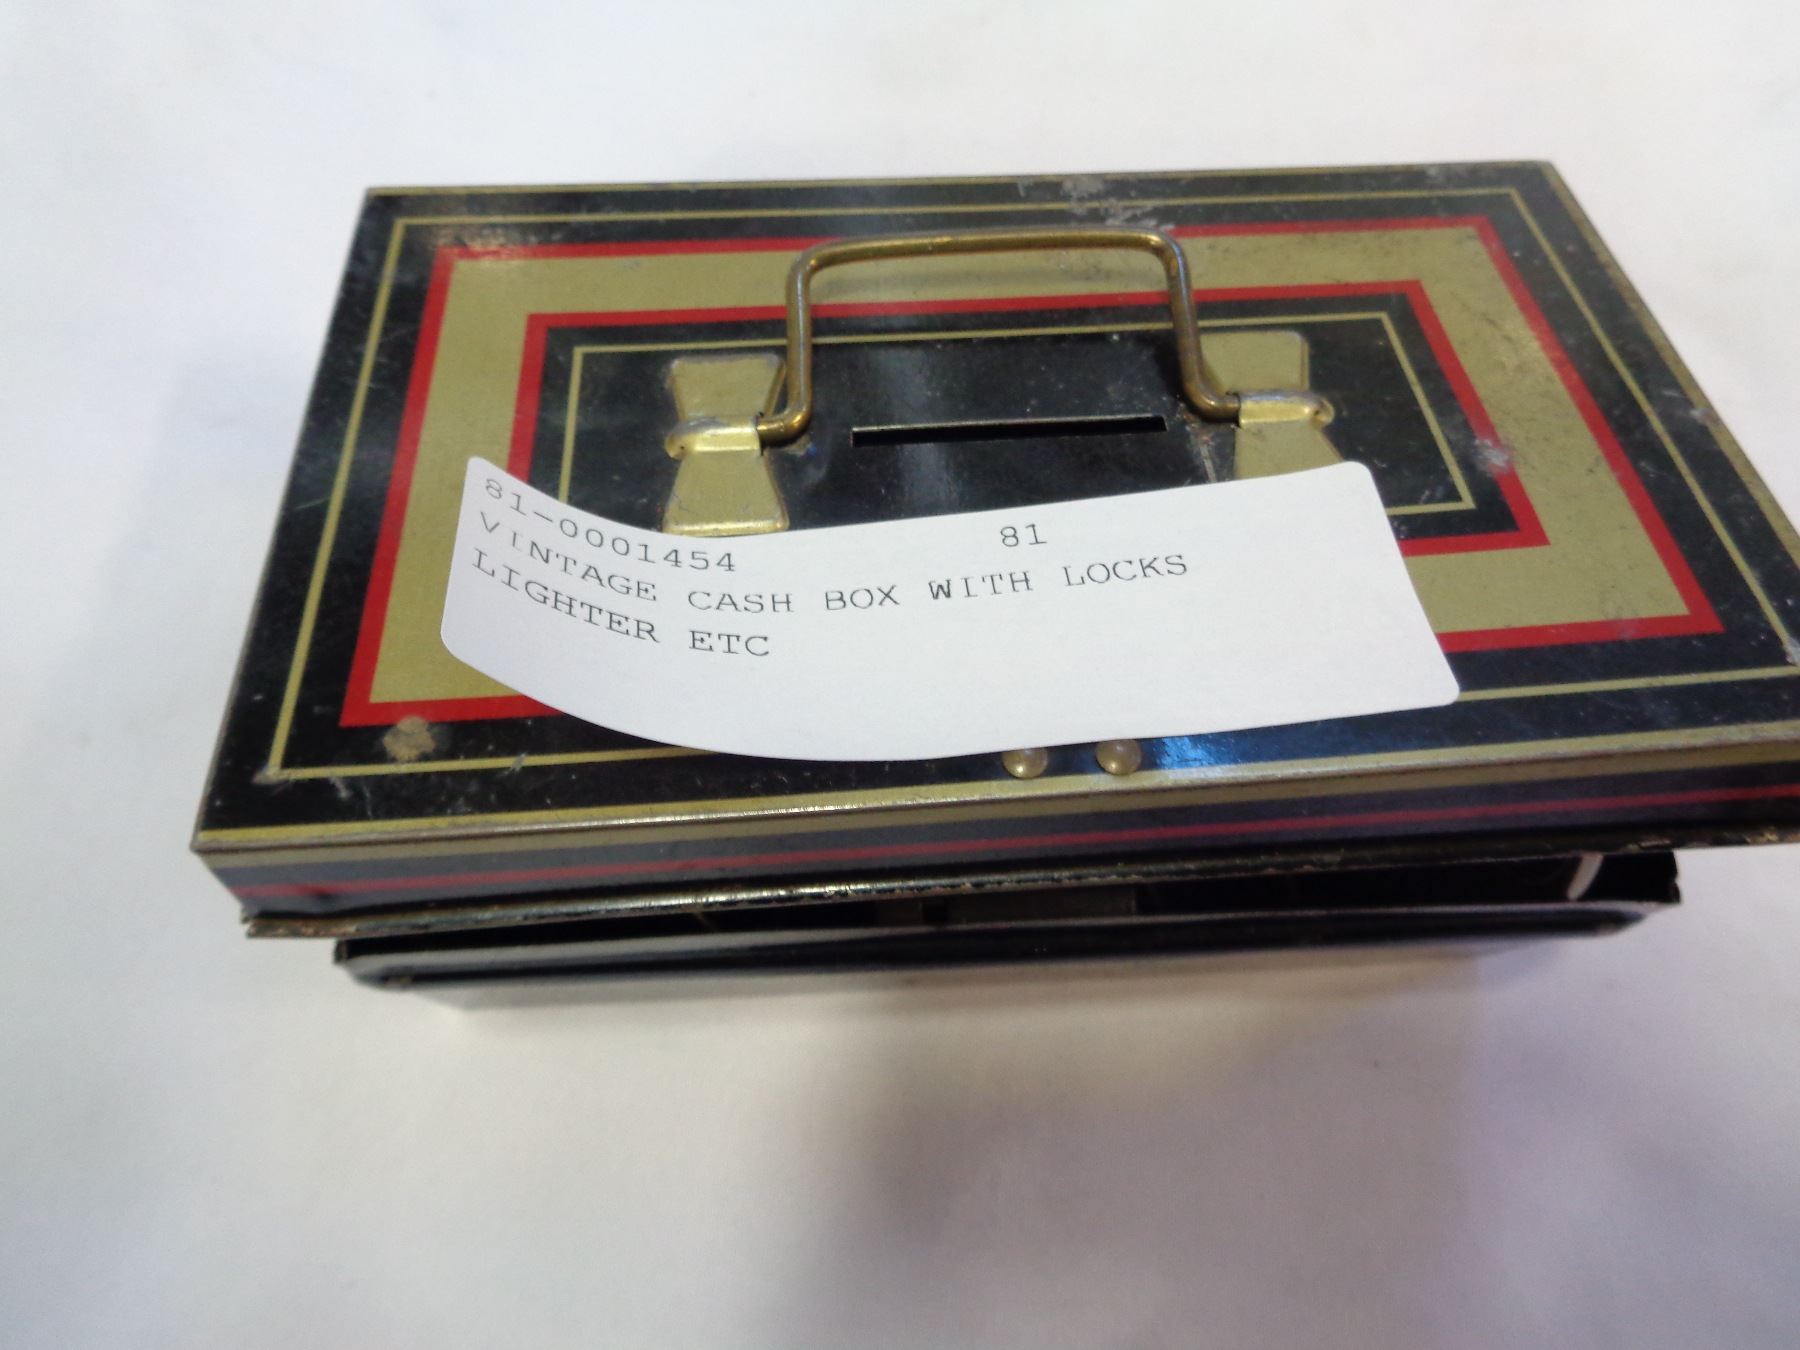 81-0001454 81
VINTAGE CASH BOX WITH LOCKS
LIGHTER ETC